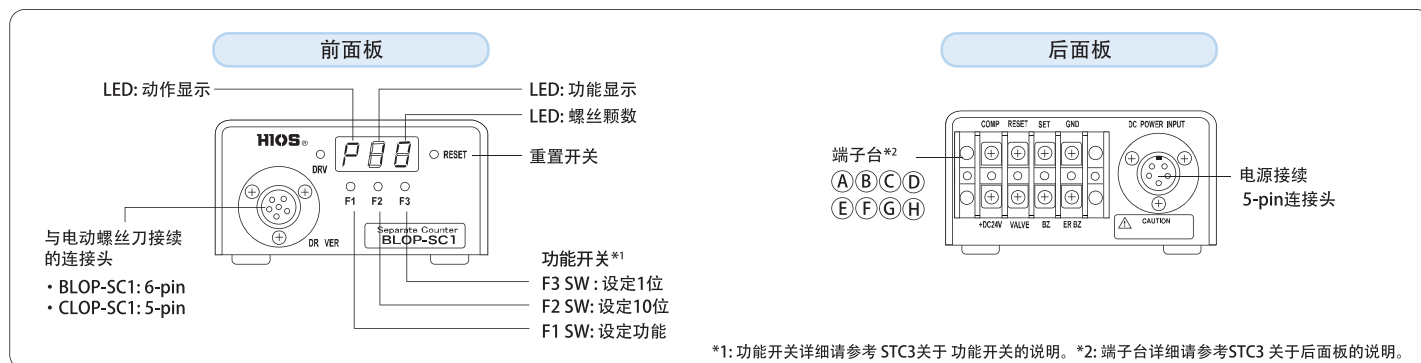 前面板
LED: 动作显示
LED: 功能显示
LED: 螺丝颗数
HIOS®
DRV
P 8 8
RESET
重置开关
F1 F2 F3
DR VER
Separate Counter
BLOP-SC1
与电动螺丝刀接续
的连接头
・BLOP-SC1: 6-pin
・CLOP-SC1: 5-pin
功能开关*1
F3 SW : 设定1位
F2 SW : 设定10位
F1 SW: 设定功能
后面板
COMP RESET SET GND
DC POWER INPUT
端子台*2
Ⓐ Ⓑ Ⓒ Ⓓ
Ⓔ Ⓕ Ⓖ Ⓗ
+DC24V VALVE BZ ER BZ
CAUTION
电源接续
5-pin连接头
*1: 功能开关详细请参考 STC3关于 功能开关的说明。*2: 端子台详细请参考STC3 关于后面板的说明。